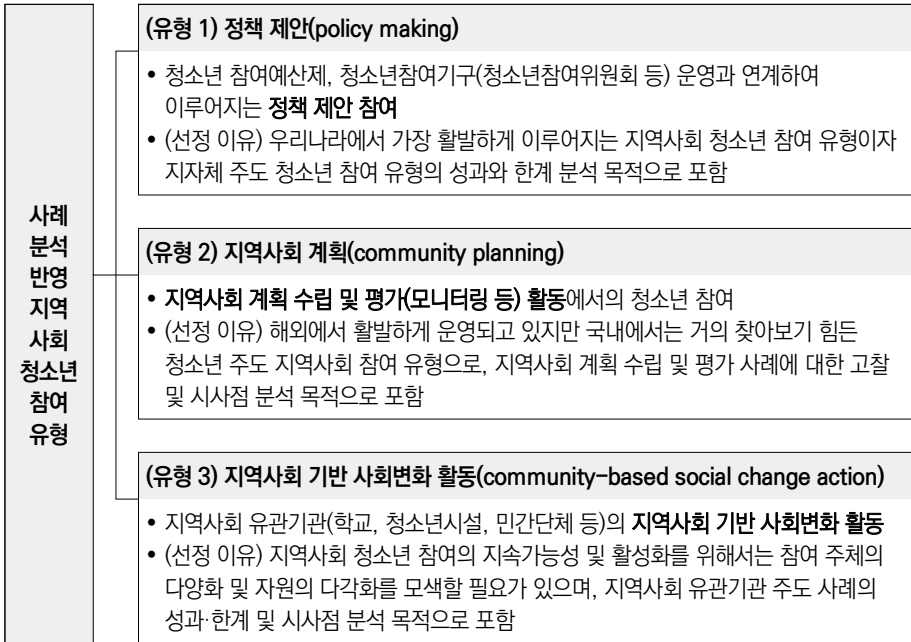 사례
분석
반영
지역
사회
청소년
참여
유형
(유형 1) 정책 제안(policy making)
• 청소년 참여예산제, 청소년참여기구(청소년참여위원회 등) 운영과 연계하여
이루어지는 정책 제안 참여
• (선정 이유) 우리나라에서 가장 활발하게 이루어지는 지역사회 청소년 참여 유형이자
지자체 주도 청소년 참여 유형의 성과와 한계 분석 목적으로 포함
(유형 2) 지역사회 계획(community planning)
• 지역사회 계획 수립 및 평가(모니터링 등) 활동에서의 청소년 참여
• (선정 이유) 해외에서 활발하게 운영되고 있지만 국내에서는 거의 찾아보기 힘든
청소년 주도 지역사회 참여 유형으로, 지역사회 계획 수립 및 평가 사례에 대한 고찰
및 시사점 분석 목적으로 포함
(유형 3) 지역사회 기반 사회변화 활동(community-based social change action)
• 지역사회 유관기관(학교, 청소년시설, 민간단체 등)의 지역사회 기반 사회변화 활동
• (선정 이유) 지역사회 청소년 참여의 지속가능성 및 활성화를 위해서는 참여 주체의
다양화 및 자원의 다각화를 모색할 필요가 있으며, 지역사회 유관기관 주도 사례의
성과·한계 및 시사점 분석 목적으로 포함